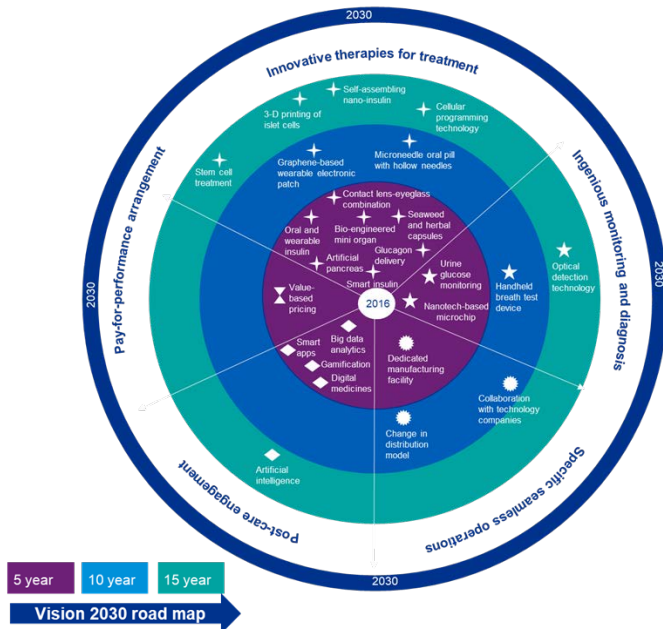 2030
Innovative therapies for treatment
Self-assembling
nano-insulin
3-D printing of
islet cells
Cellular
programming
technology
Stem cell
treatment
Graphene-based
wearable electronic
patch
Microneedle oral pill
with hollow needles
Contact lens-eyeglass
combination
Oral and
wearable
insulin
Bio-engineered
mini organ
Seaweed
and herbal
capsules
Artificial
pancreas
Glucagon
delivery
Smart insulin
2016
Ingenious monitoring and diagnosis
2030
Urine
glucose
monitoring
Nanotech-based
microchip
Handheld
breath test
device
Optical
detection
technology
Pay-for-performance arrangement
2030
Value-
based
pricing
Smart
apps
Big data
analytics
Gamification
Digital
medicines
Artificial
intelligence
Post-care engagement
Dedicated
manufacturing
facility
Change in
distribution
model
Collaboration
with technology
companies
Specific seamless operations
2030
5 year
10 year
15 year
Vision 2030 road map